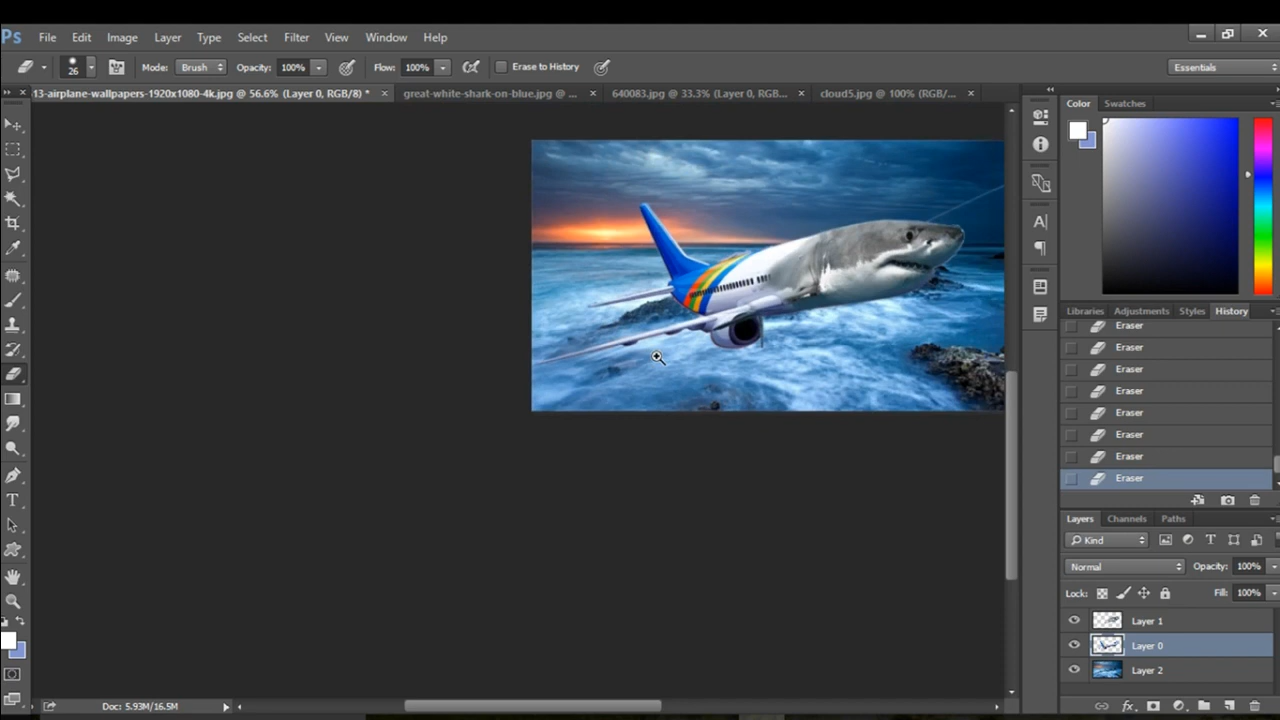 Ps File Edit Image Layer Type Select Filter View Window Help
26 Mode: Brush Opacity: 100% Flow: 100% Erase to History Essentials
13-airplane-wallpapers-1920x1080-4k.jpg @ 56.6% (Layer 0, RGB/8) * × great-white-shark-on-blue.jpg @ ... × 640083.jpg @ 33.3% (Layer 0, RGB... × cloud5.jpg @ 100% (RGB/... ×
Color Swatches
Libraries Adjustments Styles History
Eraser
Eraser
Eraser
Eraser
Eraser
Eraser
Eraser
Eraser
Layers Channels Paths
Kind
Normal Opacity: 100%
Lock: Fill: 100%
Layer 1
Layer 0
Layer 2
Doc: 5.93M/16.5M